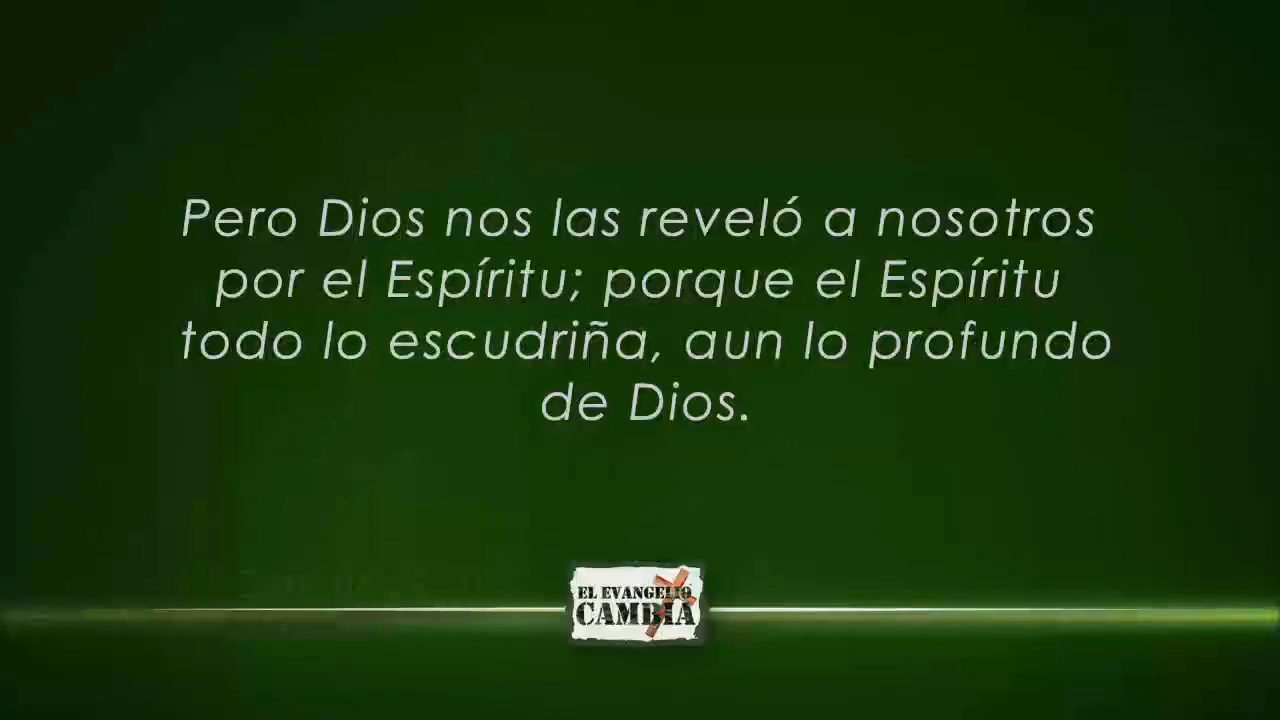 Pero Dios nos las reveló a nosotros
por el Espíritu; porque el Espíritu
todo lo escudriña, aun lo profundo
de Dios.
EL EVANGELIO
CAMBIA